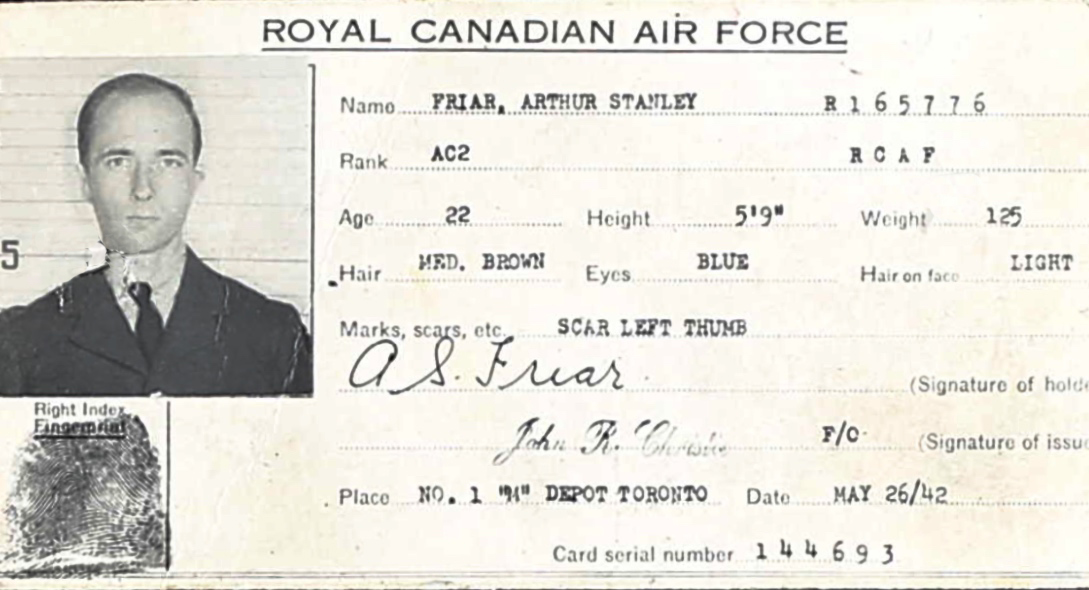 ROYAL CANADIAN AIR FORCE
Name FRIAR, ARTHUR STANLEY R 1 6 5 7 7 6
Rank AC2 R C A F
Age 22 Height 5'9" Weight 125
5
Hair MED. BROWN Eyes BLUE Hair on face LIGHT
Marks, scars, etc. SCAR LEFT THUMB
A S. Friar. (Signature of holde
Right Index
Fingerprint
John R. Christie F/O (Signature of issu
Place NO. 1 "M" DEPOT TORONTO Date MAY 26/42
Card serial number 1 4 4 6 9 3